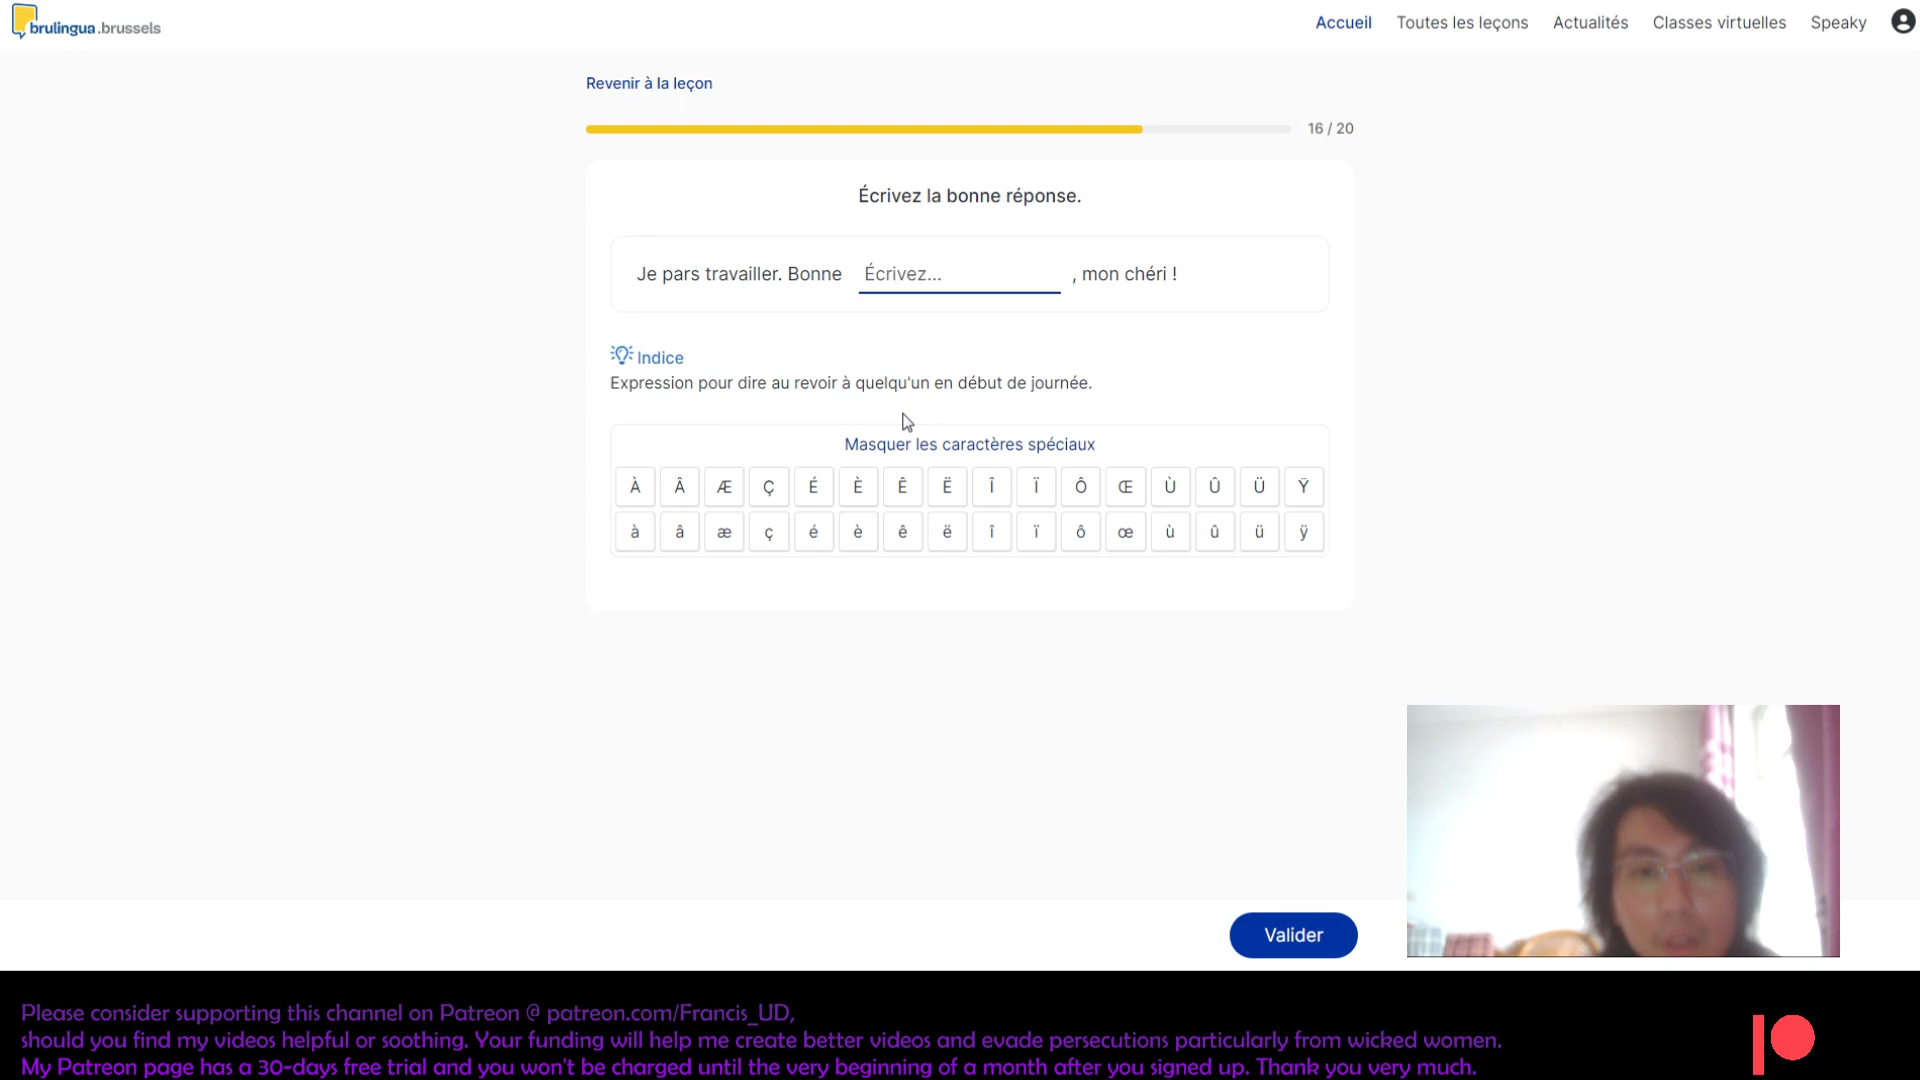 brulingua.brussels
Accueil Toutes les leçons Actualités Classes virtuelles Speaky
Revenir à la leçon
16 / 20
Écrivez la bonne réponse.
Je pars travailler. Bonne Écrivez... , mon chéri !
Indice
Expression pour dire au revoir à quelqu'un en début de journée.
Masquer les caractères spéciaux
À Â Æ Ç É È Ê Ë Î Ï Ô Œ Ù Û Ü Ÿ
à â æ ç é è ê ë î ï ô œ ù û ü ÿ
Valider
Please consider supporting this channel on Patreon @ patreon.com/Francis_UD,
should you find my videos helpful or soothing. Your funding will help me create better videos and evade persecutions particularly from wicked women.
My Patreon page has a 30-days free trial and you won't be charged until the very beginning of a month after you signed up. Thank you very much.